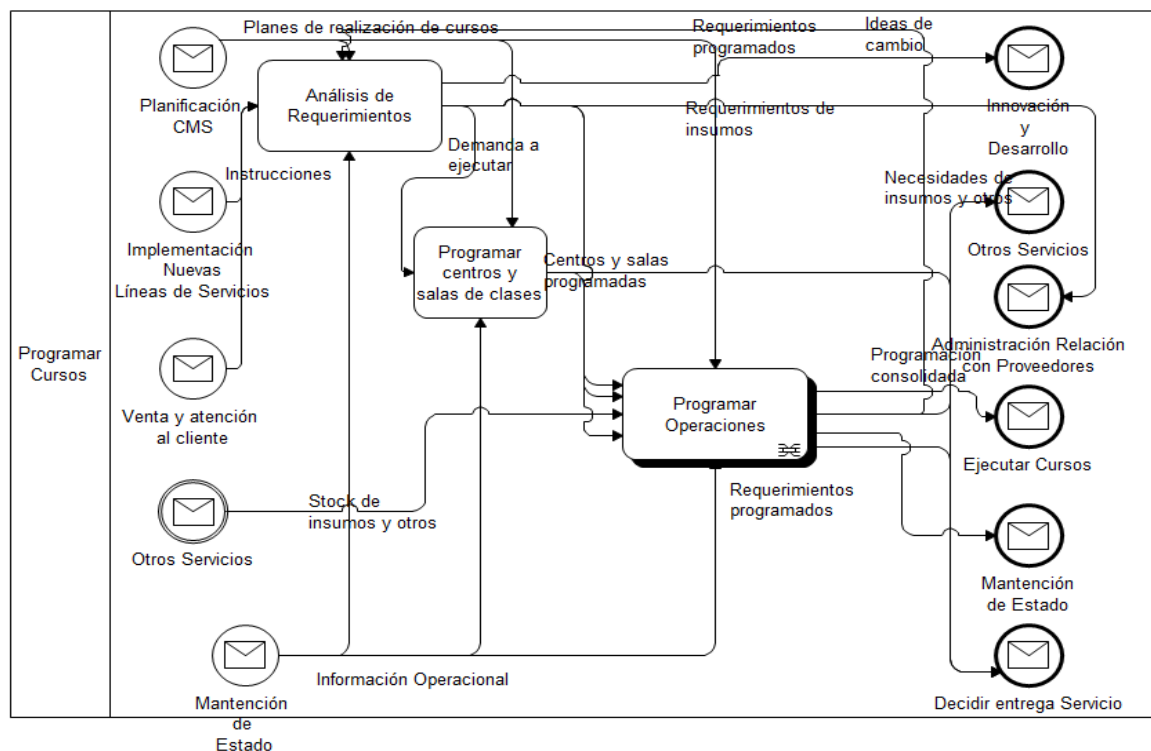 Planes de realización de cursos
Requerimientos
programados
Ideas de
cambio
Planificación
CMS
Análisis de
Requerimientos
Innovación
y
Desarrollo
Requerimientos de
insumos
Demanda a
ejecutar
Instrucciones
Necesidades de
insumos y otros
Implementación
Nuevas
Líneas de Servicios
Programar
centros y
salas de clases
Otros Servicios
Centros y salas
programadas
Programar
Cursos
Administración Relación
con Proveedores
Programación
consolidada
Venta y atención
al cliente
Programar
Operaciones
Ejecutar Cursos
Requerimientos
programados
Stock de
insumos y otros
Otros Servicios
Mantención
de Estado
Información Operacional
Mantención
de
Estado
Decidir entrega Servicio